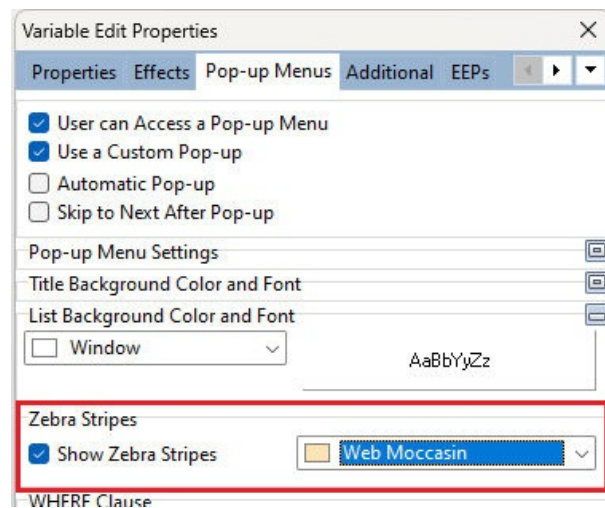 Variable Edit Properties
Properties Effects Pop-up Menus Additional EEPs
User can Access a Pop-up Menu
Use a Custom Pop-up
Automatic Pop-up
Skip to Next After Pop-up
Pop-up Menu Settings
Title Background Color and Font
List Background Color and Font
Window
AaBbYyZz
Zebra Stripes
Show Zebra Stripes Web Moccasin
WHERE Clause